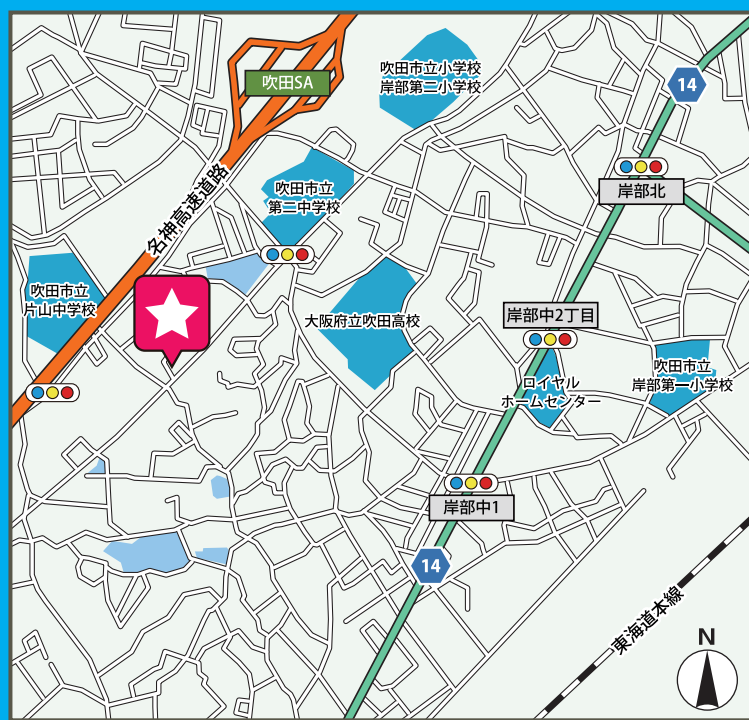 吹田SA
吹田市立小学校
岸部第二小学校
14
名神高速道路
吹田市立
第二中学校
岸部北
吹田市立
片山中学校
大阪府立吹田高校
岸部中2丁目
吹田市立
岸部第一小学校
ロイヤル
ホームセンター
岸部中1
14
東海道本線
N